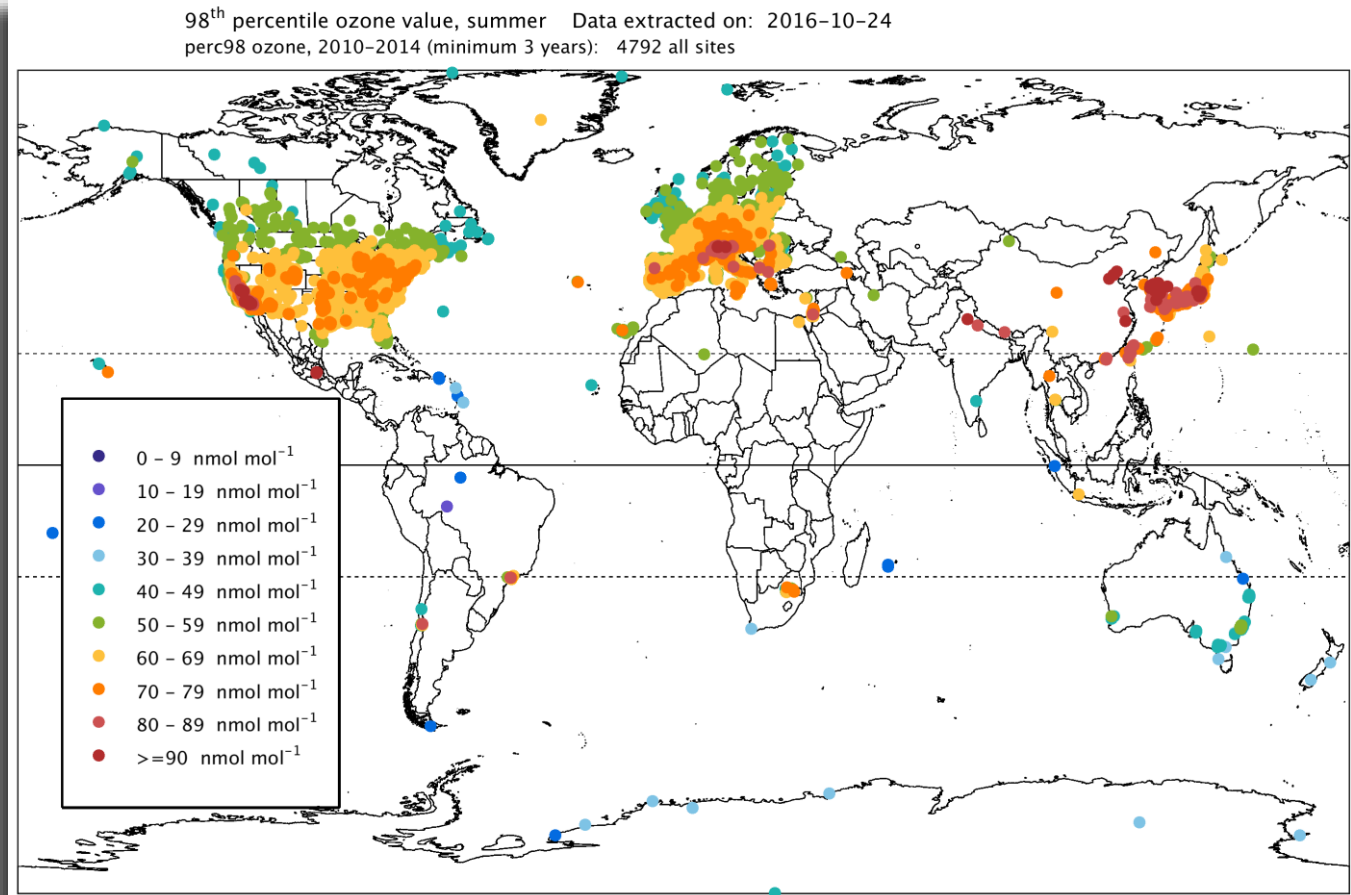 98th percentile ozone value, summer Data extracted on: 2016-10-24
perc98 ozone, 2010-2014 (minimum 3 years): 4792 all sites
0 – 9 nmol mol−1
10 – 19 nmol mol−1
20 – 29 nmol mol−1
30 – 39 nmol mol−1
40 – 49 nmol mol−1
50 – 59 nmol mol−1
60 – 69 nmol mol−1
70 – 79 nmol mol−1
80 – 89 nmol mol−1
>=90 nmol mol−1